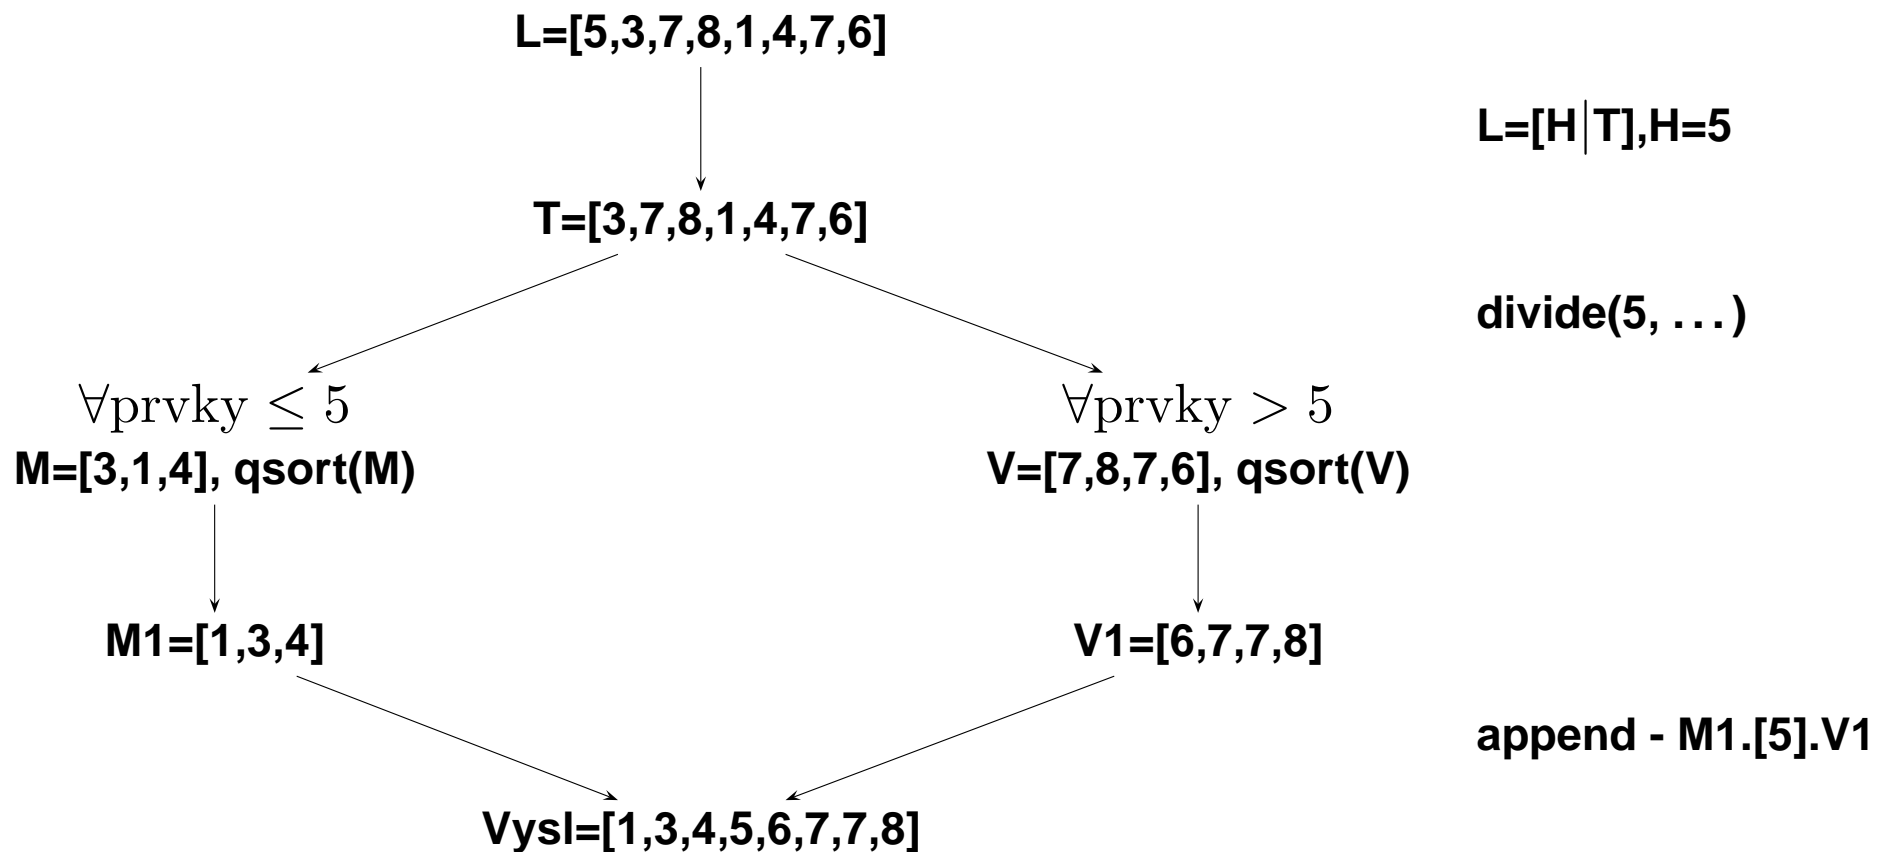 L=[5,3,7,8,1,4,7,6]
L=[H|T],H=5
T=[3,7,8,1,4,7,6]
divide(5, ...)
∀prvky ≤ 5
∀prvky > 5
M=[3,1,4], qsort(M)
V=[7,8,7,6], qsort(V)
M1=[1,3,4]
V1=[6,7,7,8]
append - M1.[5].V1
Vysl=[1,3,4,5,6,7,7,8]